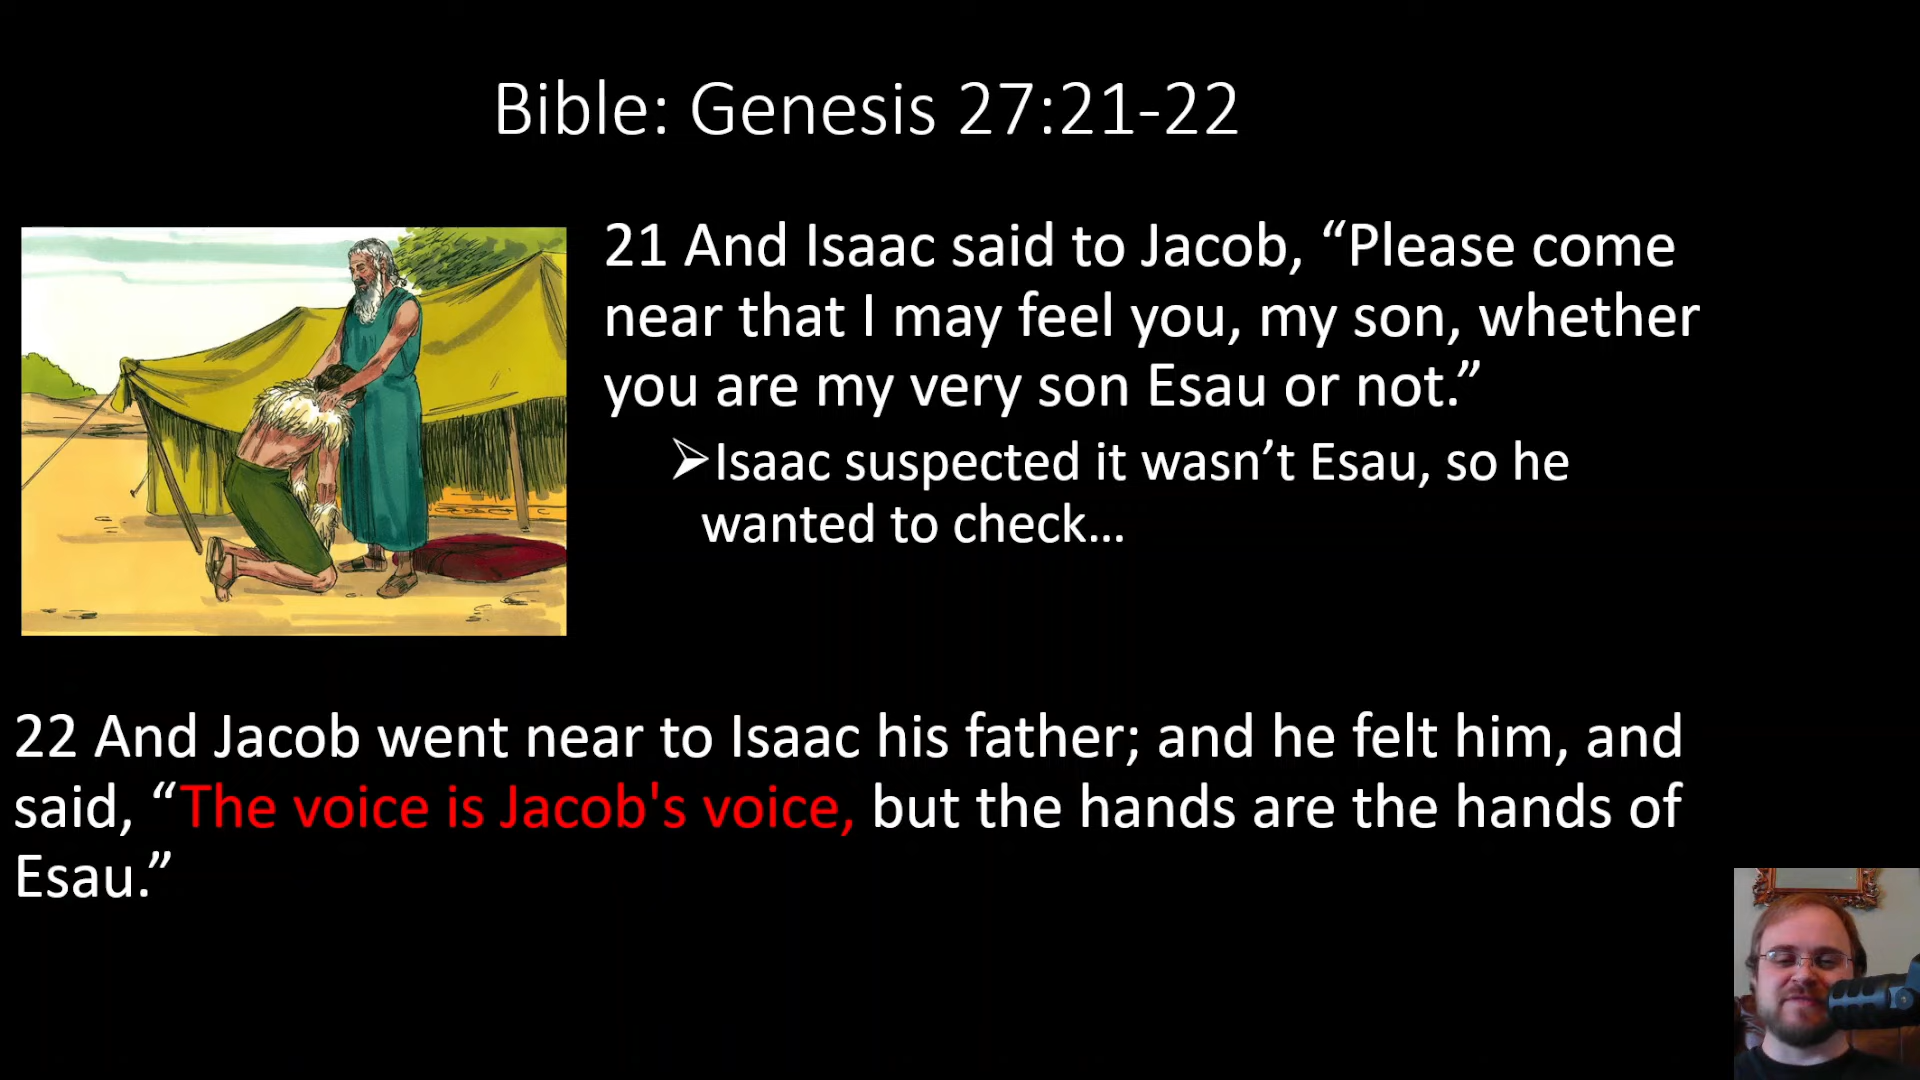 Bible: Genesis 27:21-22
21 And Isaac said to Jacob, “Please come
near that I may feel you, my son, whether
you are my very son Esau or not.”
➢Isaac suspected it wasn’t Esau, so he
wanted to check…
22 And Jacob went near to Isaac his father; and he felt him, and
said, “The voice is Jacob's voice, but the hands are the hands of
Esau.”